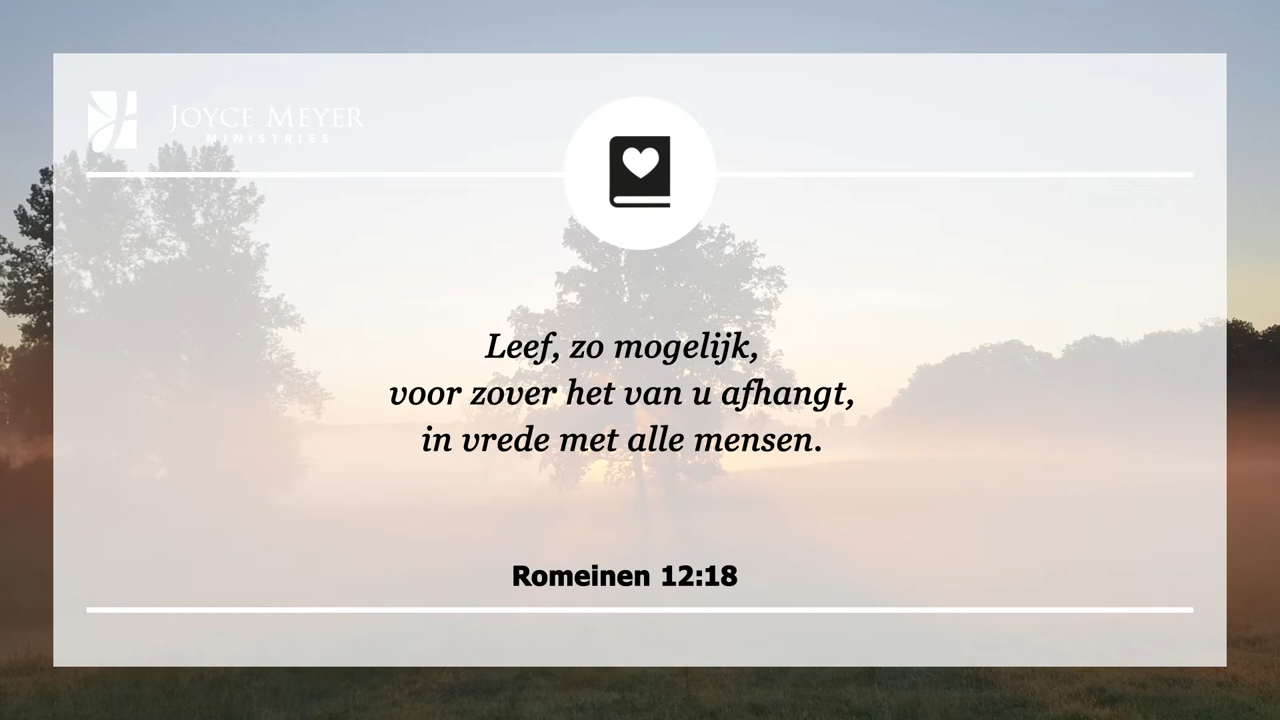 JOYCE MEYER
MINISTRIES
Leef, zo mogelijk,
voor zover het van u afhangt,
in vrede met alle mensen.
Romeinen 12:18